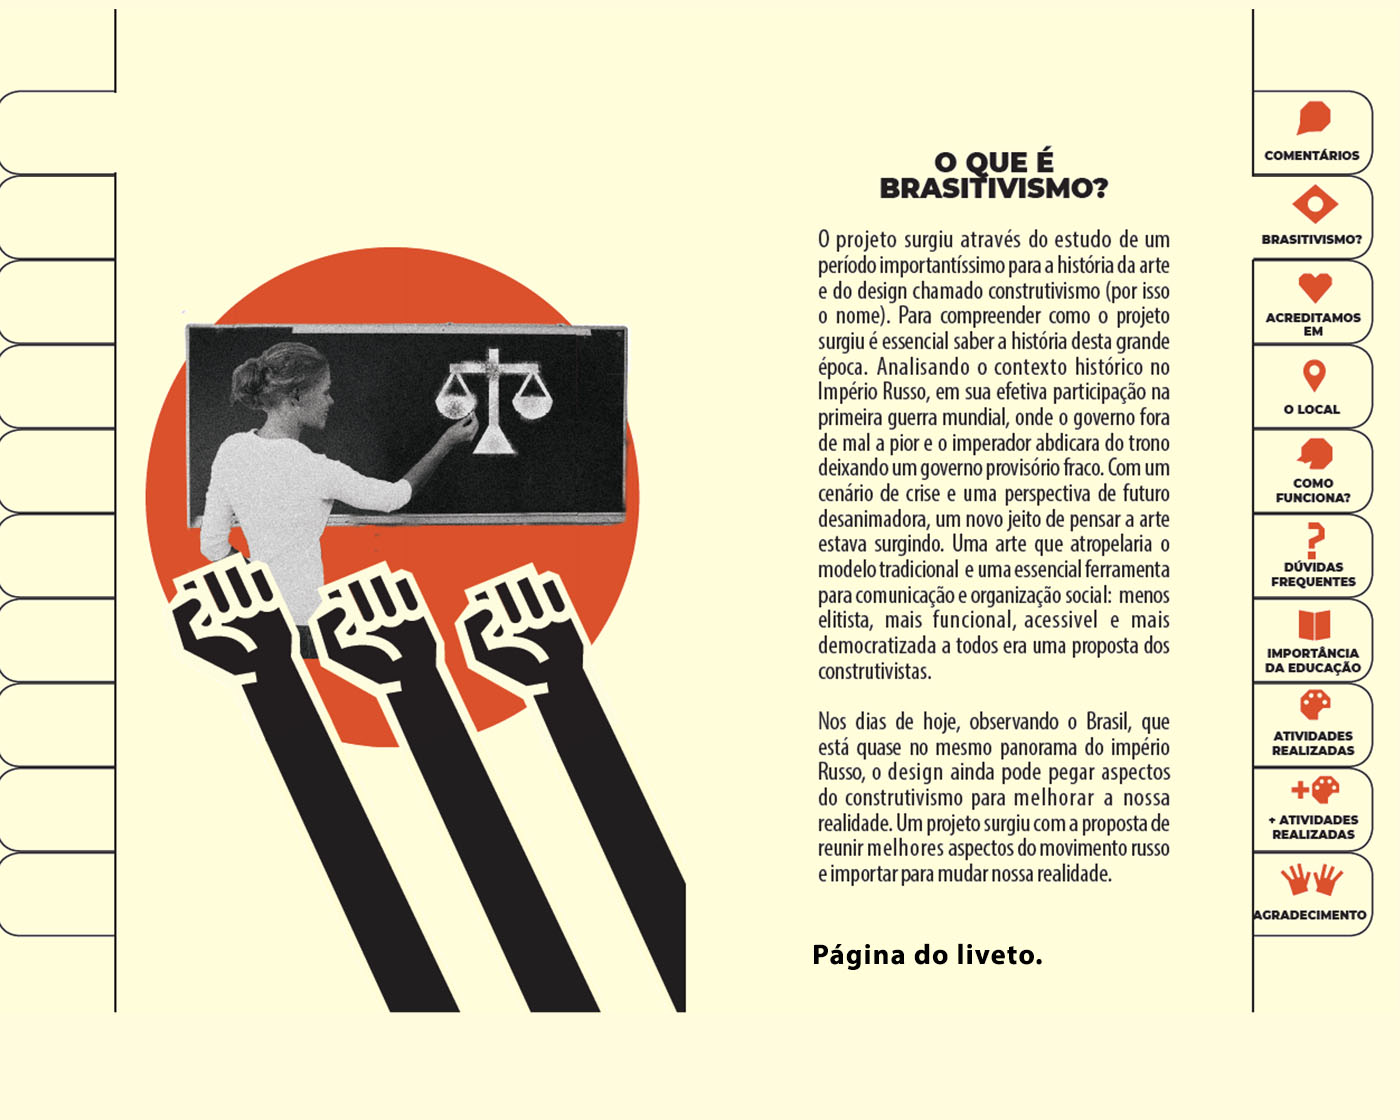 O QUE É
BRASITIVISMO?
O projeto surgiu através do estudo de um
período importantíssimo para a história da arte
e do design chamado construtivismo (por isso
o nome). Para compreender como o projeto
surgiu é essencial saber a história desta grande
época. Analisando o contexto histórico no
Império Russo, em sua efetiva participação na
primeira guerra mundial, onde o governo fora
de mal a pior e o imperador abdicara do trono
deixando um governo provisório fraco. Com um
cenário de crise e uma perspectiva de futuro
desanimadora, um novo jeito de pensar a arte
estava surgindo. Uma arte que atropelaria o
modelo tradicional e uma essencial ferramenta
para comunicação e organização social: menos
elitista, mais funcional, acessivel e mais
democratizada a todos era uma proposta dos
construtivistas.
Nos dias de hoje, observando o Brasil, que
está quase no mesmo panorama do império
Russo, o design ainda pode pegar aspectos
do construtivismo para melhorar a nossa
realidade. Um projeto surgiu com a proposta de
reunir melhores aspectos do movimento russo
e importar para mudar nossa realidade.
Página do liveto.
COMENTÁRIOS
BRASITIVISMO?
ACREDITAMOS
EM
O LOCAL
COMO
FUNCIONA?
DÚVIDAS
FREQUENTES
IMPORTÂNCIA
DA EDUCAÇÃO
ATIVIDADES
REALIZADAS
+ ATIVIDADES
REALIZADAS
AGRADECIMENTO